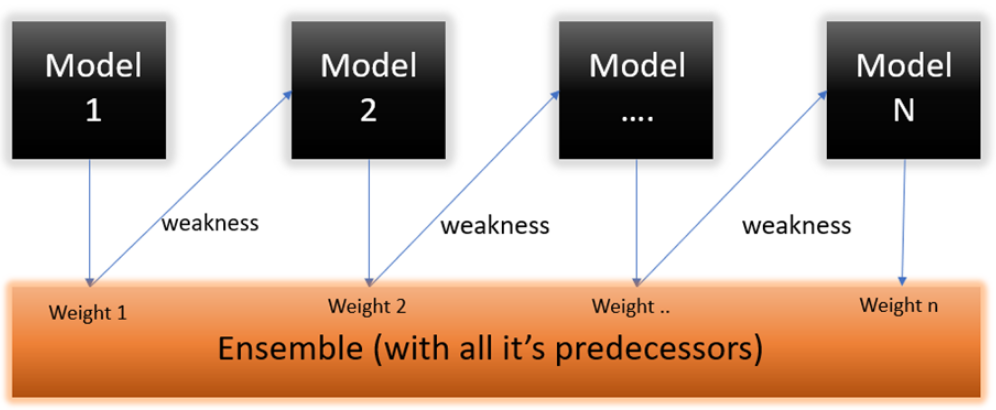 Model
1
Model
2
Model
....
Model
N
weakness
weakness
weakness
Weight 1
Weight 2
Weight ..
Weight n
Ensemble (with all it’s predecessors)